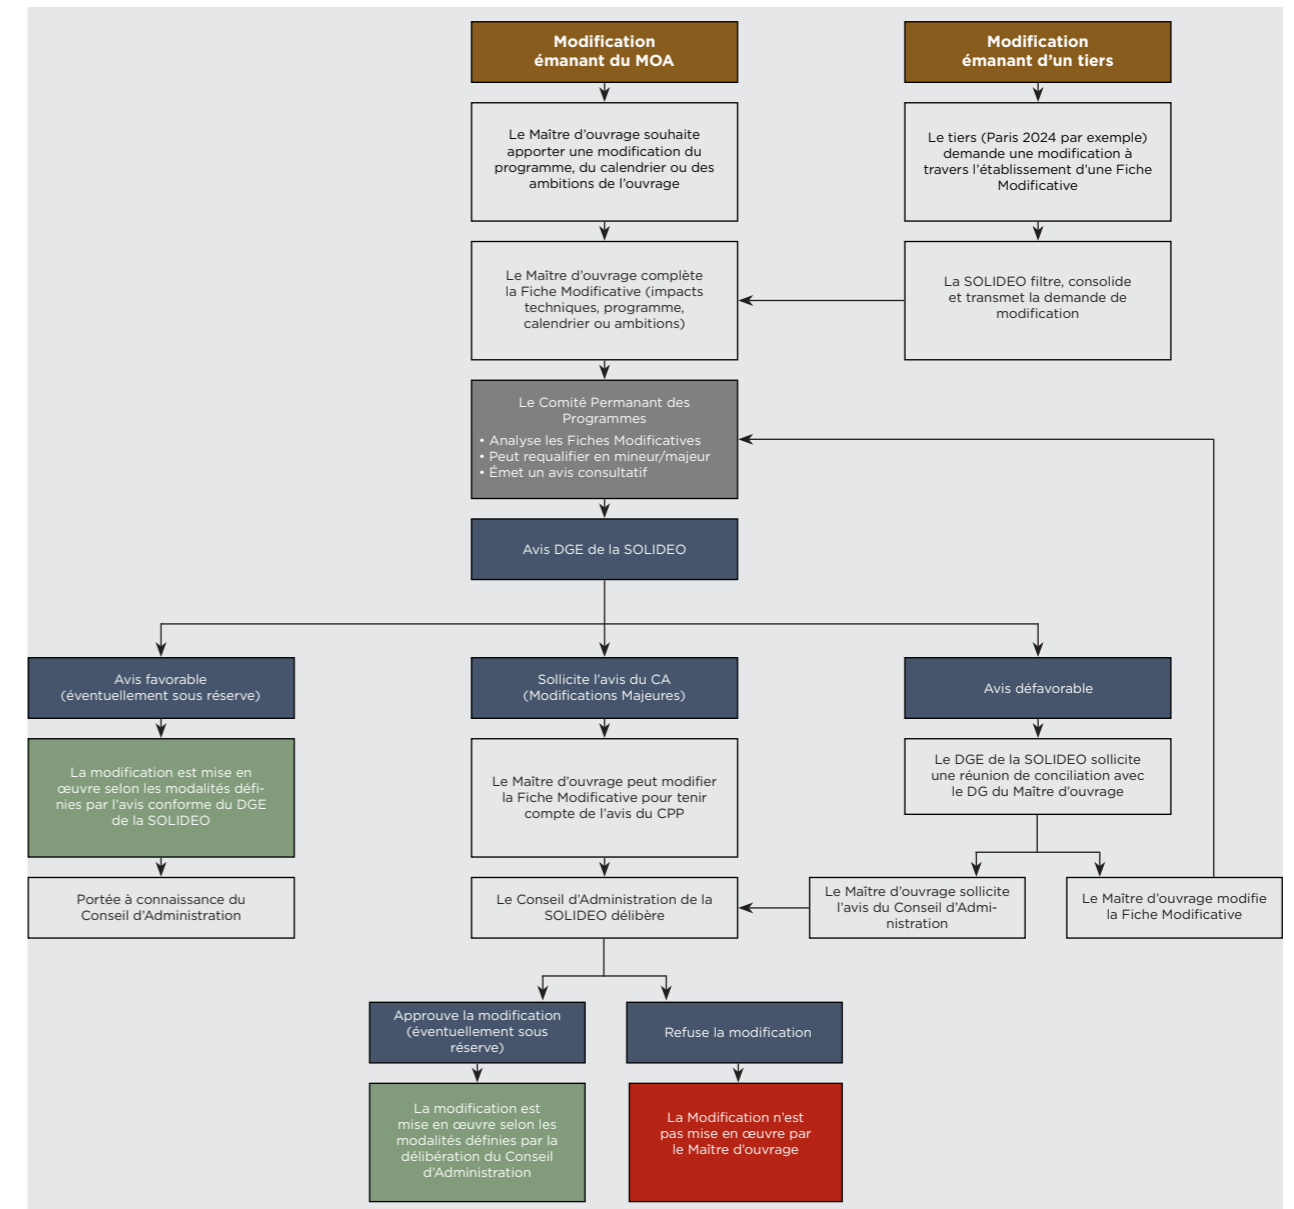 Modification
émanant du MOA
Modification
émanant d'un tiers
Le Maître d'ouvrage souhaite
apporter une modification du
programme, du calendrier ou des
ambitions de l'ouvrage
Le tiers (Paris 2024 par exemple)
demande une modification à
travers l'établissement d'une Fiche
Modificative
Le Maître d'ouvrage complète
la Fiche Modificative (impacts
techniques, programme,
calendrier ou ambitions)
La SOLIDEO filtre, consolide
et transmet la demande de
modification
Le Comité Permanant des
Programmes
• Analyse les Fiches Modificatives
• Peut requalifier en mineur/majeur
• Émet un avis consultatif
Avis DGE de la SOLIDEO
Avis favorable
(éventuellement sous réserve)
Sollicite l'avis du CA
(Modifications Majeures)
Avis défavorable
La modification est mise en
œuvre selon les modalités défi-
nies par l'avis conforme du DGE
de la SOLIDEO
Le Maître d'ouvrage peut modifier
la Fiche Modificative pour tenir
compte de l'avis du CPP
Le DGE de la SOLIDEO sollicite
une réunion de conciliation avec
le DG du Maître d'ouvrage
Portée à connaissance du
Conseil d'Administration
Le Conseil d'Administration de la
SOLIDEO délibère
Le Maître d'ouvrage sollicite
l'avis du Conseil d'Admi-
nistration
Le Maître d'ouvrage modifie
la Fiche Modificative
Approuve la modification
(éventuellement sous
réserve)
Refuse la modification
La modification est
mise en œuvre selon les
modalités définies par la
délibération du Conseil
d'Administration
La Modification n'est
pas mise en œuvre par
le Maître d'ouvrage